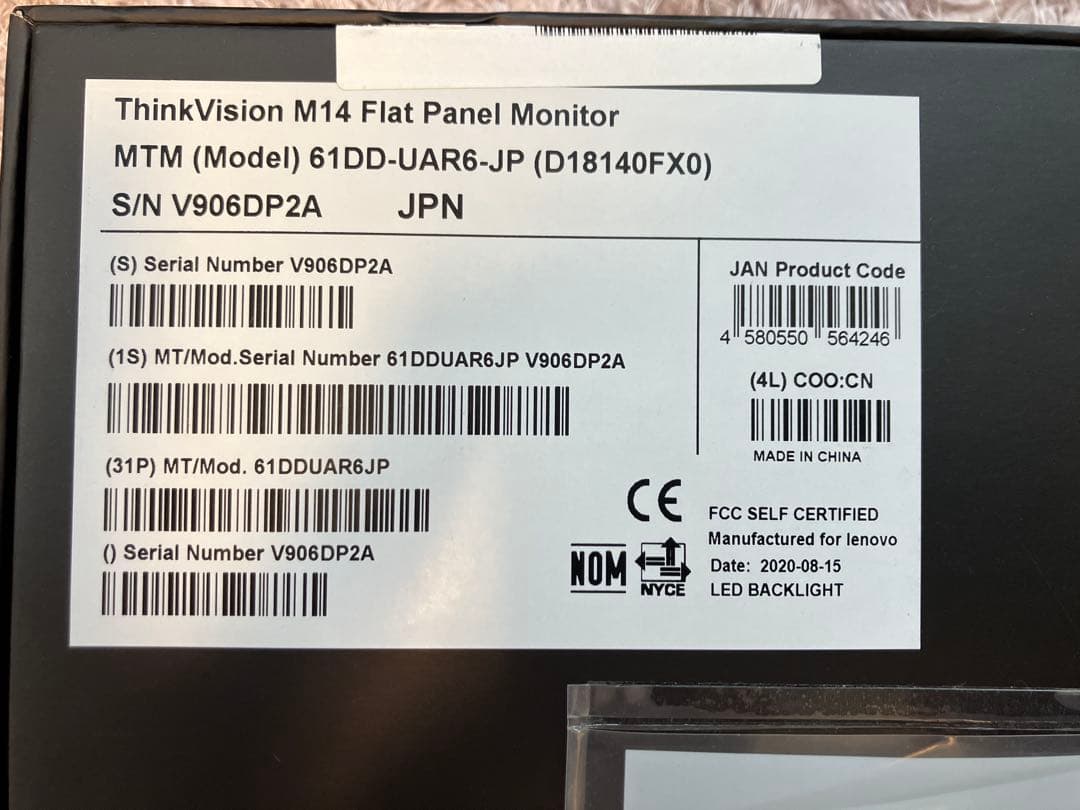 ThinkVision M14 Flat Panel Monitor
MTM (Model) 61DD-UAR6-JP (D18140FX0)
S/N V906DP2A JPN
(S) Serial Number V906DP2A
(1S) MT/Mod.Serial Number 61DDUAR6JP V906DP2A
(31P) MT/Mod. 61DDUAR6JP
() Serial Number V906DP2A
JAN Product Code
4 580550 564246
(4L) COO:CN
MADE IN CHINA
CE
NOM
NYCE
FCC SELF CERTIFIED
Manufactured for lenovo
Date: 2020-08-15
LED BACKLIGHT